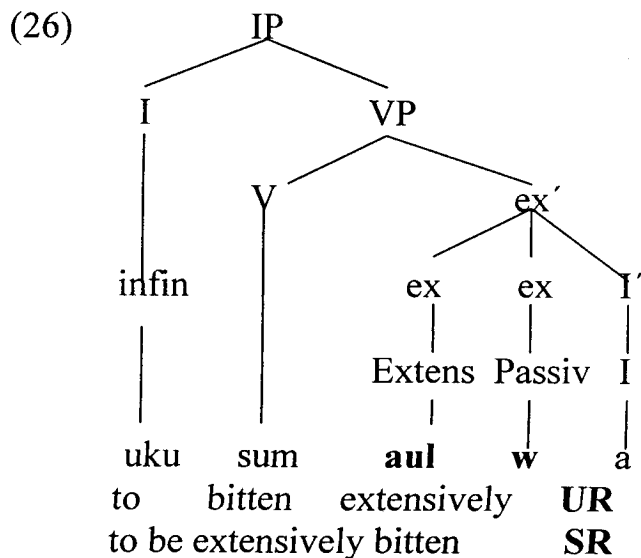 (26) IP
I VP
V ex´
infin ex ex I´
Extens Passiv I
uku sum aul w a
to bitten extensively UR
to be extensively bitten SR